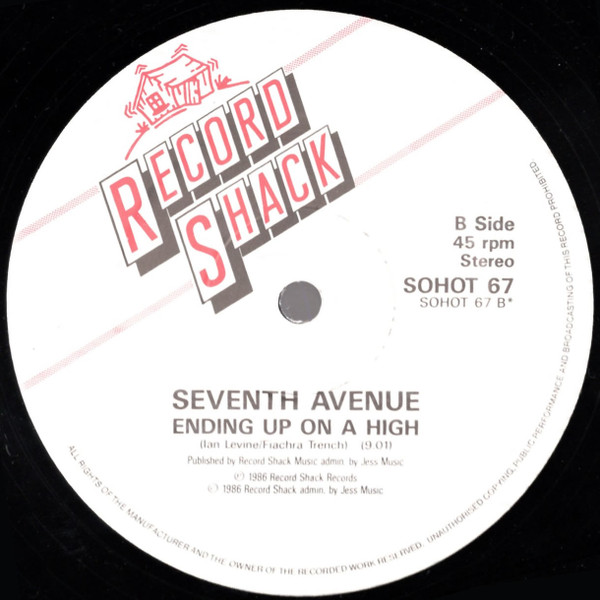 RECORD
SHACK
B Side
45 rpm
Stereo
SOHOT 67
SOHOT 67 B*
SEVENTH AVENUE
ENDING UP ON A HIGH
(Ian Levine/Fiachra Trench) (9.01)
Published by Record Shack Music admin. by Jess Music
℗ 1986 Record Shack Records
© 1986 Record Shack admin. by Jess Music
ALL RIGHTS OF THE MANUFACTURER AND THE OWNER OF THE RECORDED WORK RESERVED. UNAUTHORISED COPYING, PUBLIC PERFORMANCE AND BROADCASTING OF THIS RECORD PROHIBITED.